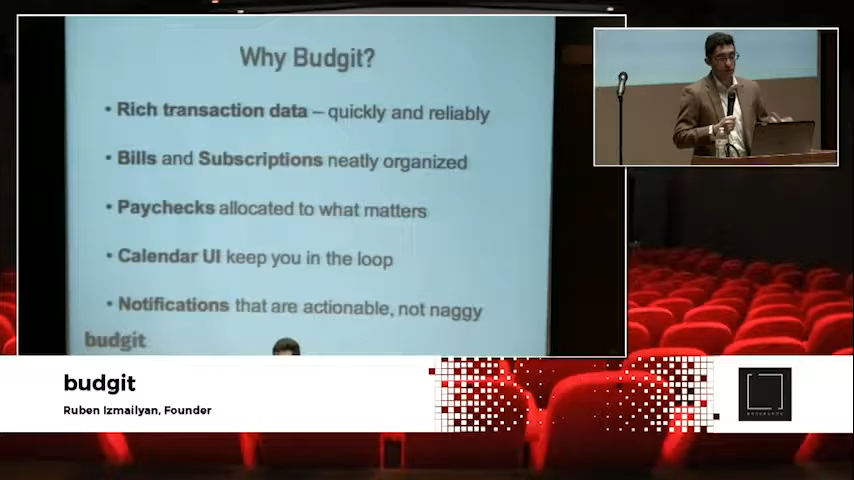 Why Budgit?
• Rich transaction data – quickly and reliably
• Bills and Subscriptions neatly organized
• Paychecks allocated to what matters
• Calendar UI keep you in the loop
• Notifications that are actionable, not naggy
budgit
budgit
Ruben Izmailyan, Founder